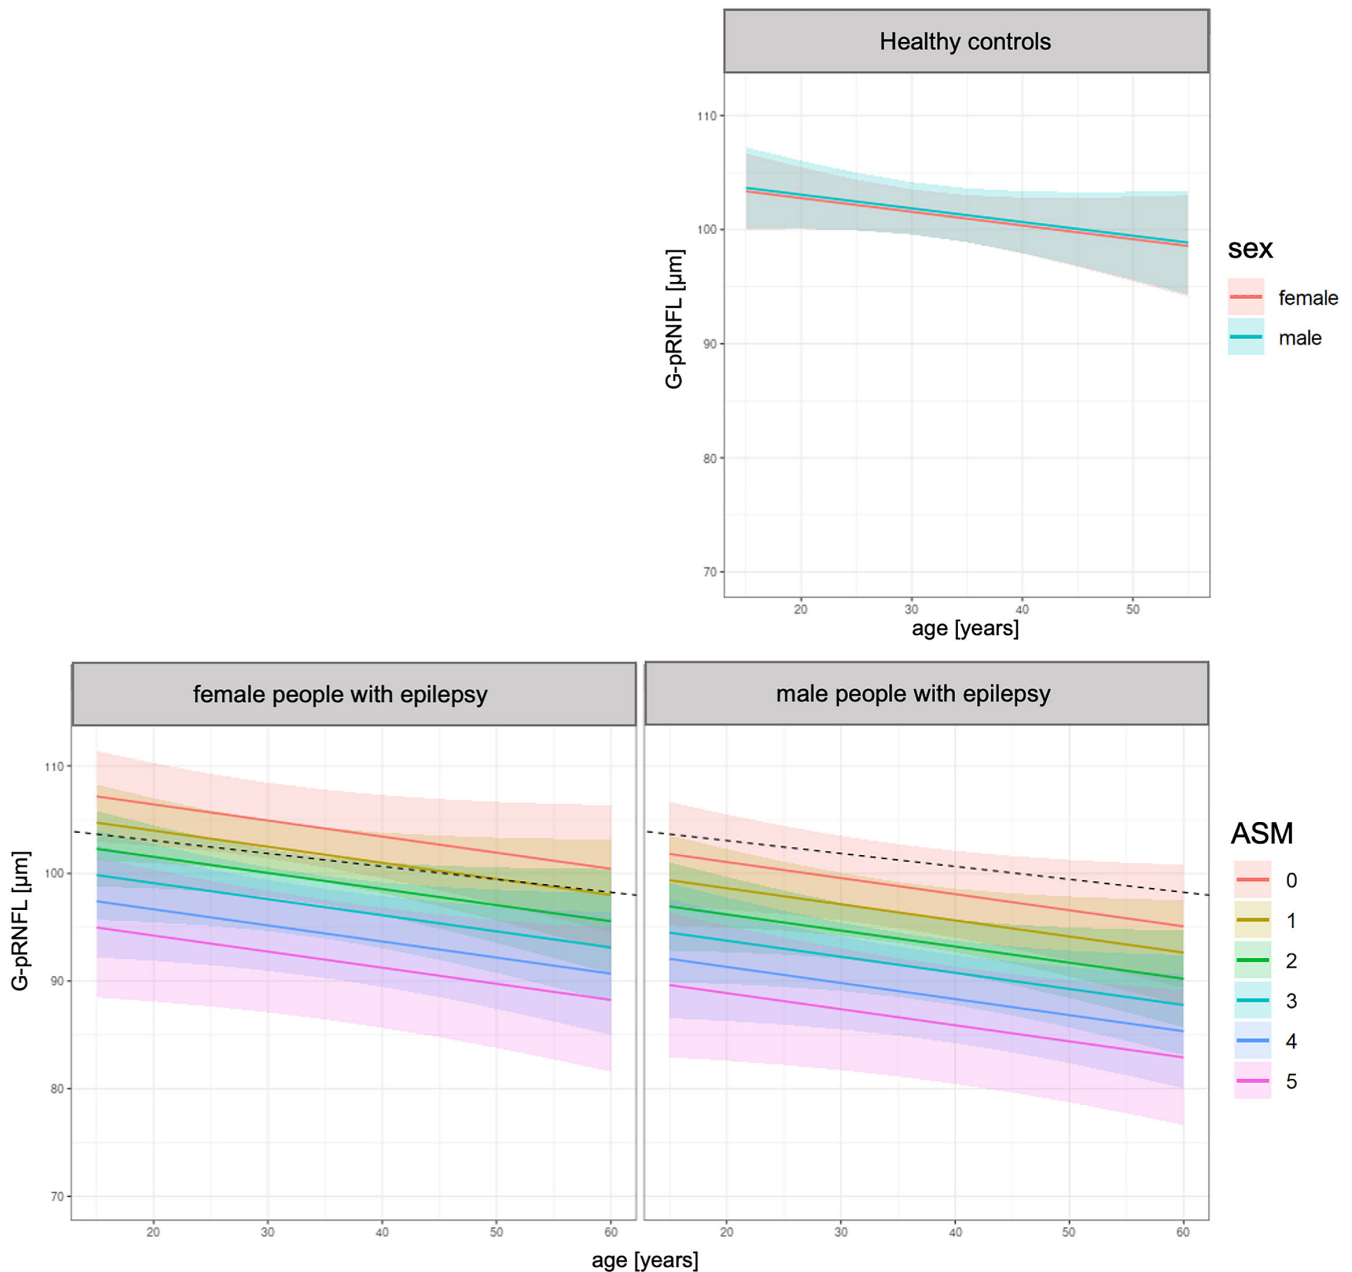 Healthy controls
110
100
90
80
70
G-pRNFL [µm]
20 30 40 50
age [years]
sex
female
male
female people with epilepsy
male people with epilepsy
110
100
90
80
70
G-pRNFL [µm]
20 30 40 50 60
20 30 40 50 60
age [years]
ASM
0
1
2
3
4
5